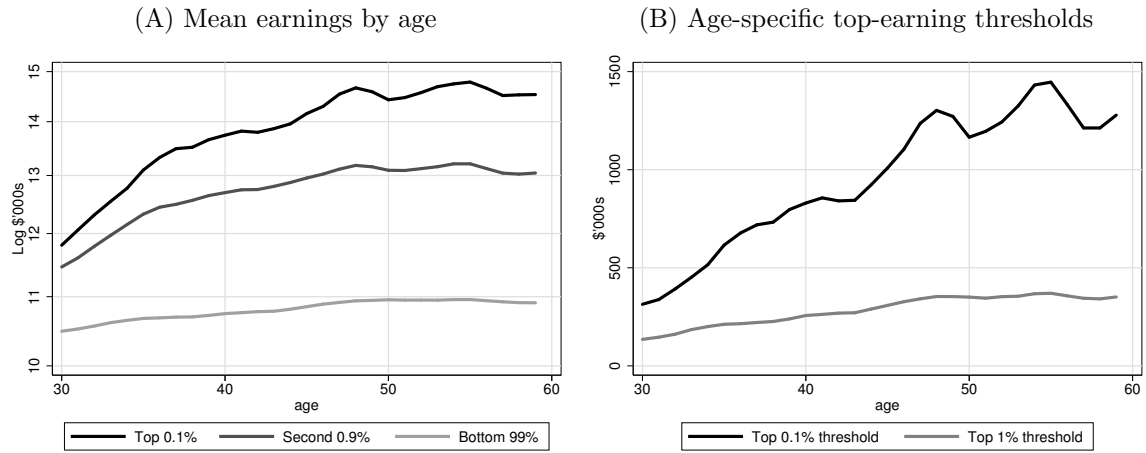 (A) Mean earnings by age
15
14
13
12
11
10
Log $'000s
30 40 50 60
age
Top 0.1% Second 0.9% Bottom 99%
(B) Age-specific top-earning thresholds
1500
1000
500
0
$'000s
30 40 50 60
age
Top 0.1% threshold Top 1% threshold